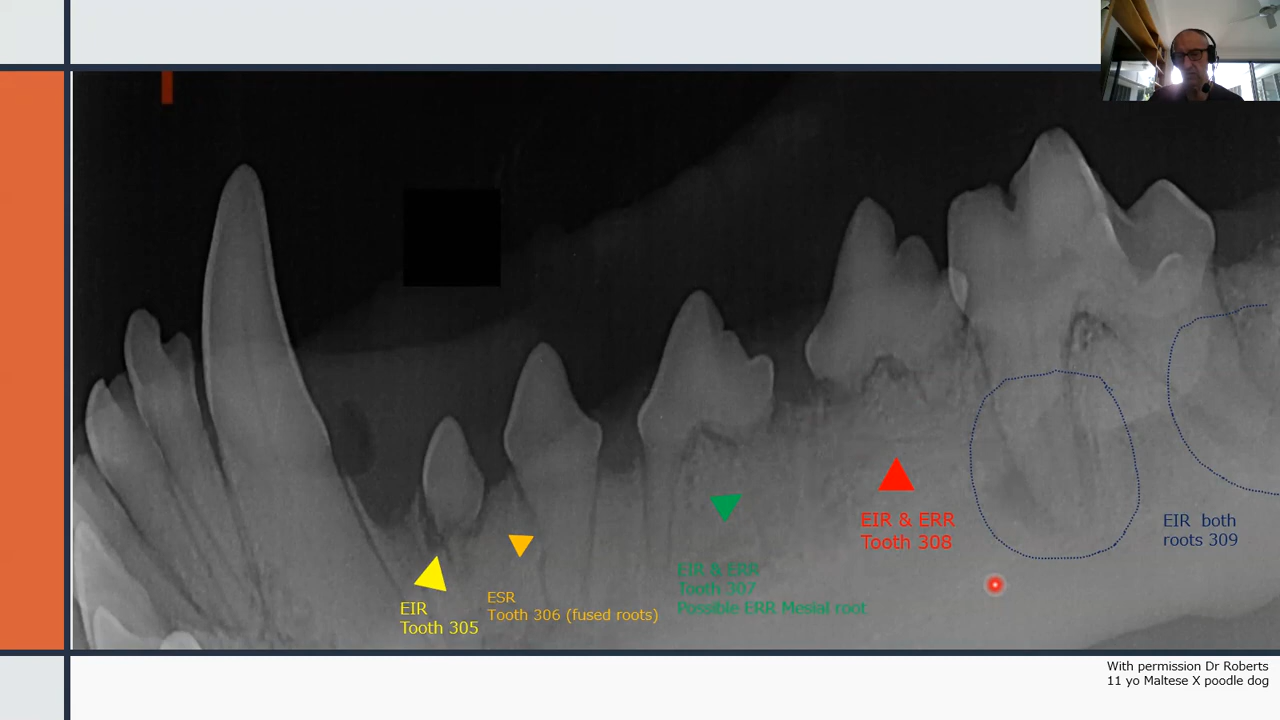 EIR
Tooth 305
ESR
Tooth 306 (fused roots)
EIR & ERR
Tooth 307
Possible ERR Mesial root
EIR & ERR
Tooth 308
EIR both
roots 309
With permission Dr Roberts
11 yo Maltese X poodle dog